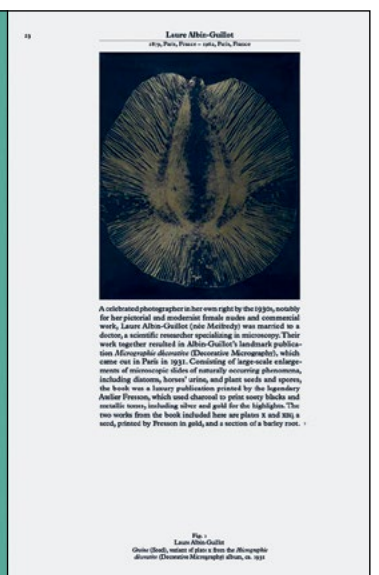 23
Laure Albin-Guillot
1879, Paris, France – 1962, Paris, France
A celebrated photographer in her own right by the 1930s, notably
for her pictorial and modernist female nudes and commercial
work, Laure Albin-Guillot (née Meifredy) was married to a
doctor, a scientific researcher specializing in microscopy. Their
work together resulted in Albin-Guillot's landmark publica-
tion Micrographie décorative (Decorative Micrography), which
came out in Paris in 1931. Consisting of large-scale enlarge-
ments of microscopic slides of naturally occurring phenomena,
including diatoms, horses' urine, and plant seeds and spores,
the book was a luxury publication printed by the legendary
Atelier Fresson, which used charcoal to print sooty blacks and
metallic tones, including silver and gold for the highlights. The
two works from the book included here are plates X and XIII; a
seed, printed by Fresson in gold, and a section of a barley root.
Fig. 1
Laure Albin-Guillot
Graine (Seed), variant of plate X from the Micrographie
décorative (Decorative Micrography) album, ca. 1931